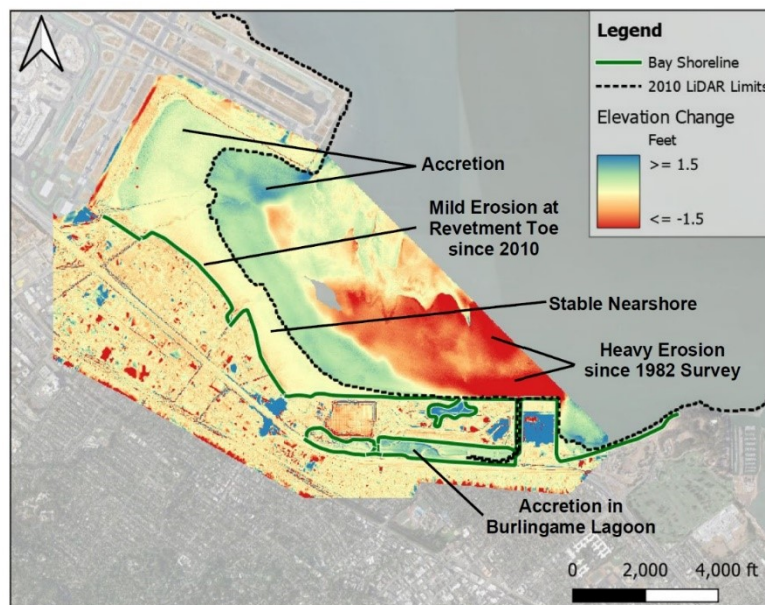 Legend
Bay Shoreline
2010 LiDAR Limits
Elevation Change
Feet
>= 1.5
<= -1.5
Accretion
Mild Erosion at
Revetment Toe
since 2010
Stable Nearshore
Heavy Erosion
since 1982 Survey
Accretion in
Burlingame Lagoon
0 2,000 4,000 ft